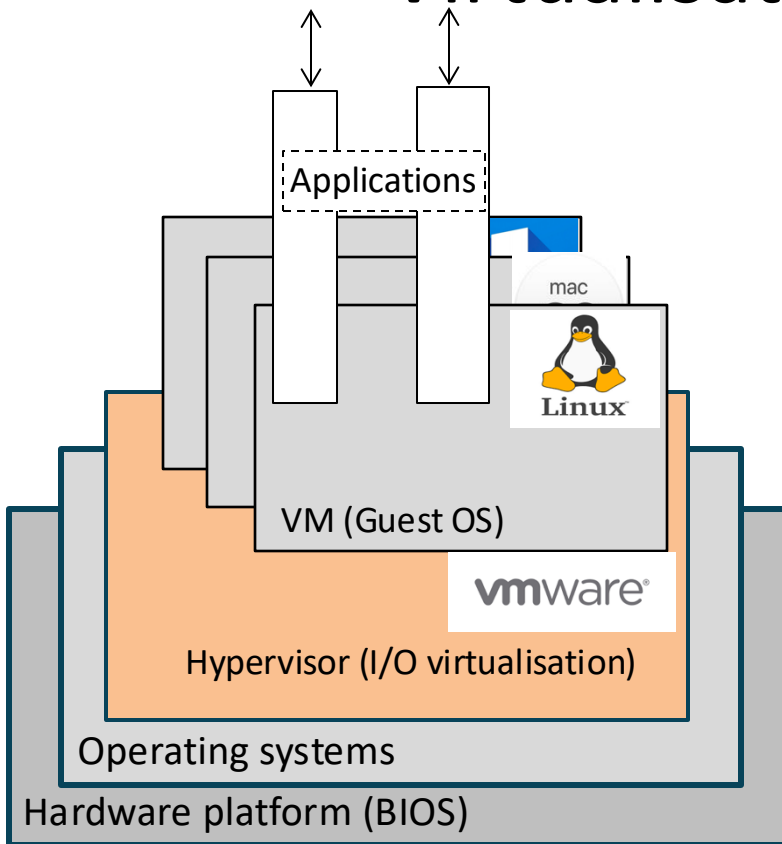 Applications
mac
Linux
VM (Guest OS)
vmware®
Hypervisor (I/O virtualisation)
Operating systems
Hardware platform (BIOS)